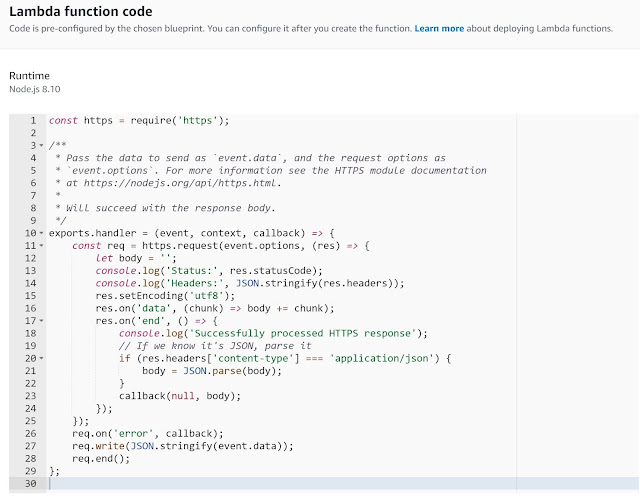 Lambda function code
Code is pre-configured by the chosen blueprint. You can configure it after you create the function. Learn more about deploying Lambda functions.
Runtime
Node.js 8.10
1 const https = require('https');
2
3 /**
4  * Pass the data to send as `event.data`, and the request options as
5  * `event.options`. For more information see the HTTPS module documentation
6  * at https://nodejs.org/api/https.html.
7  *
8  * Will succeed with the response body.
9  */
10 exports.handler = (event, context, callback) => {
11     const req = https.request(event.options, (res) => {
12         let body = '';
13         console.log('Status:', res.statusCode);
14         console.log('Headers:', JSON.stringify(res.headers));
15         res.setEncoding('utf8');
16         res.on('data', (chunk) => body += chunk);
17         res.on('end', () => {
18             console.log('Successfully processed HTTPS response');
19             // If we know it's JSON, parse it
20             if (res.headers['content-type'] === 'application/json') {
21                 body = JSON.parse(body);
22             }
23             callback(null, body);
24         });
25     });
26     req.on('error', callback);
27     req.write(JSON.stringify(event.data));
28     req.end();
29 };
30